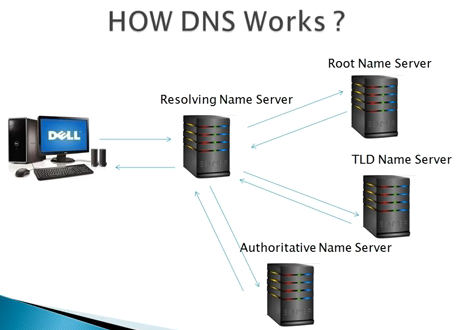 HOW DNS Works ?
Root Name Server
Resolving Name Server
DELL
TLD Name Server
Authoritative Name Server